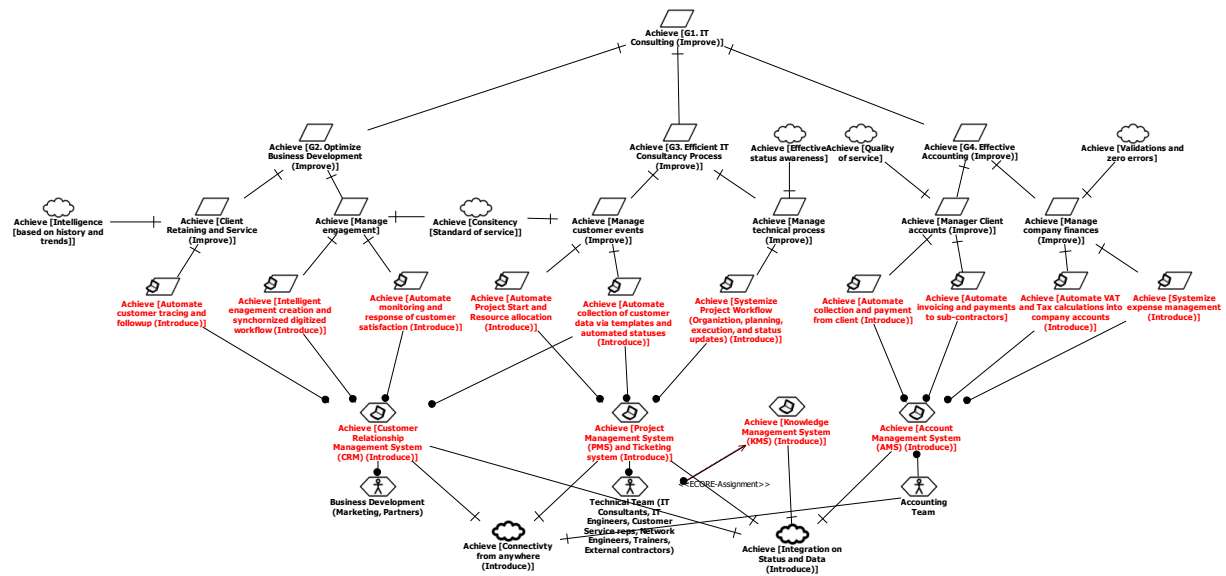 Achieve [G1. IT
Consulting (Improve)]
Achieve [G2. Optimize
Business Development
(Improve)]
Achieve [G3. Efficient IT
Consultancy Process
(Improve)]
Achieve [Effective
status awareness]
Achieve [Quality
of service]
Achieve [G4. Effective
Accounting (Improve)]
Achieve [Validations and
zero errors]
Achieve [Intelligence
[based on history and
trends]]
Achieve [Client
Retaining and Service
(Improve)]
Achieve [Manage
engagement]
Achieve [Consitency
[Standard of service]]
Achieve [Manage
customer events
(Improve)]
Achieve [Manage
technical process
(Improve)]
Achieve [Manager Client
accounts (Improve)]
Achieve [Manage
company finances
(Improve)]
Achieve [Automate
customer tracing and
followup (Introduce)]
Achieve [Intelligent
enagement creation and
synchornized digitized
workflow (Introduce)]
Achieve [Automate
monitoring and
response of customer
satisfaction (Introduce)]
Achieve [Automate
Project Start and
Resource allocation
(Introduce)]
Achieve [Automate
collection of customer
data via templates and
automated statuses
(Introduce)]
Achieve [Systemize
Project Workflow
(Organiztion, planning,
execution, and status
updates) (Introduce)]
Achieve [Automate
collection and payment
from client (Introduce)]
Achieve [Automate
invoicing and payments
to sub-contractors]
Achieve [Automate VAT
and Tax calculations into
company accounts
(Introduce)]
Achieve [Systemize
expense management
(Introduce)]
Achieve [Customer
Relationship
Management System
(CRM) (Introduce)]
Achieve [Project
Management System
(PMS) and Ticketing
system (Introduce)]
Achieve [Knowledge
Management System
(KMS) (Introduce)]
Achieve [Account
Management System
(AMS) (Introduce)]
<<ECORE-Assignment>>
Business Development
(Marketing, Partners)
Technical Team (IT
Consultants, IT
Engineers, Customer
Service reps, Network
Engineers, Trainers,
External contractors)
Accounting
Team
Achieve [Connectivty
from anywhere
(Introduce)]
Achieve [Integration on
Status and Data
(Introduce)]